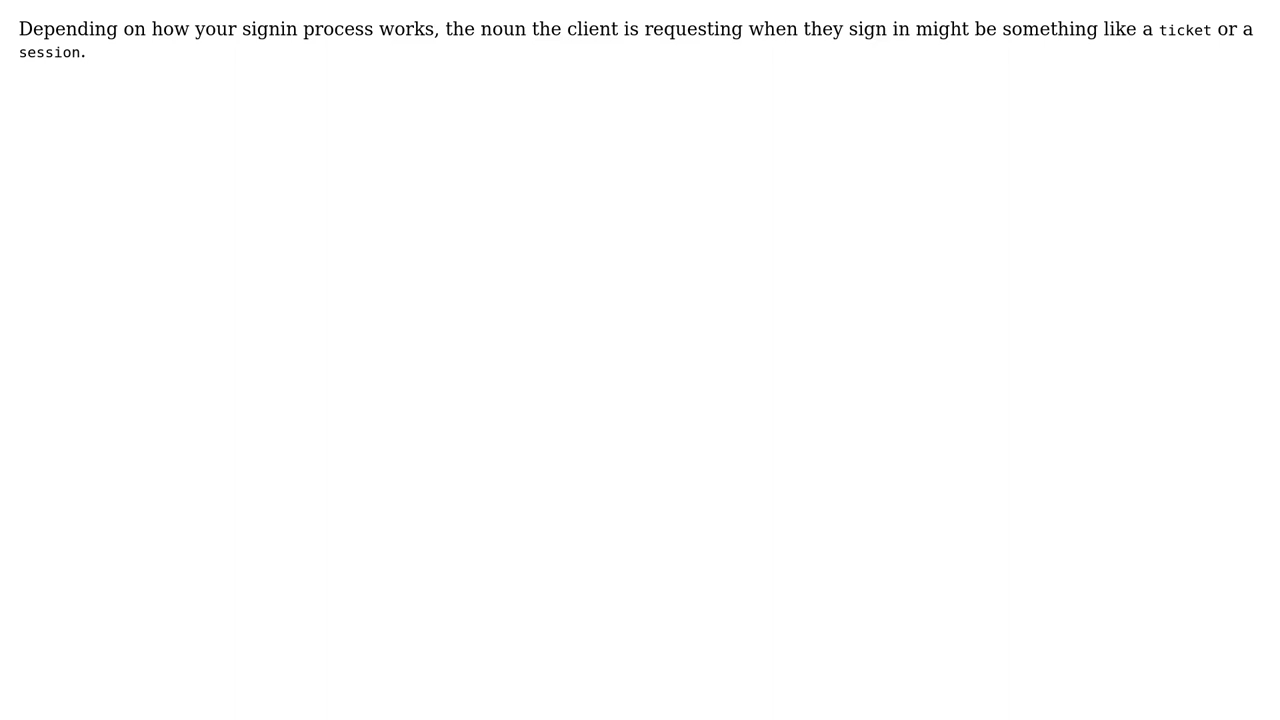 Depending on how your signin process works, the noun the client is requesting when they sign in might be something like a ticket or a
session.